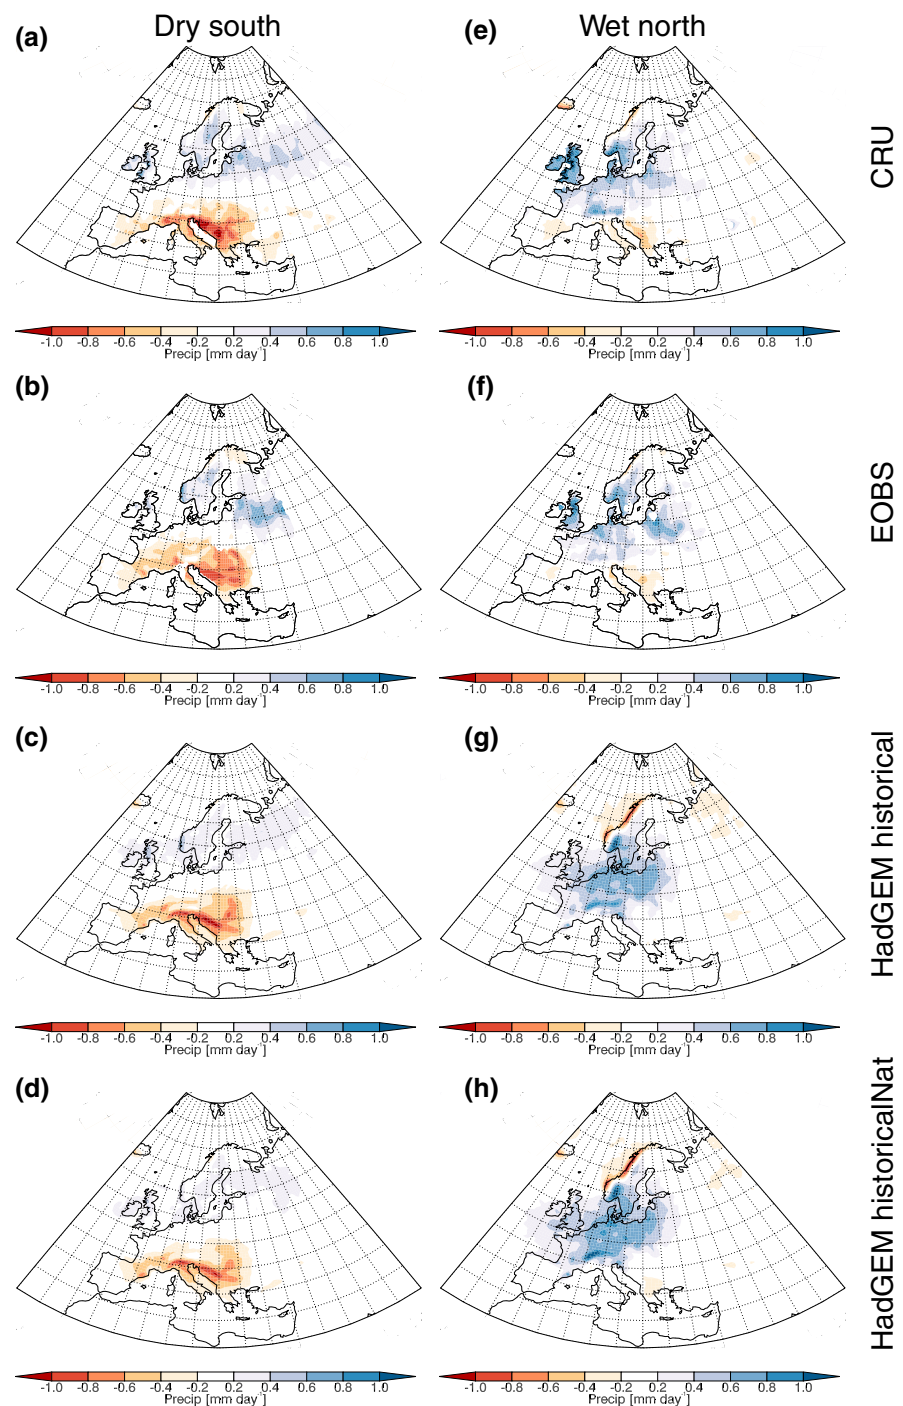 Dry south
Wet north
(a)
(e)
CRU
-1.0 -0.8 -0.6 -0.4 -0.2 0.2 0.4 0.6 0.8 1.0
Precip [mm day⁻¹]
-1.0 -0.8 -0.6 -0.4 -0.2 0.2 0.4 0.6 0.8 1.0
Precip [mm day⁻¹]
(b)
(f)
EOBS
-1.0 -0.8 -0.6 -0.4 -0.2 0.2 0.4 0.6 0.8 1.0
Precip [mm day⁻¹]
-1.0 -0.8 -0.6 -0.4 -0.2 0.2 0.4 0.6 0.8 1.0
Precip [mm day⁻¹]
(c)
(g)
HadGEM historical
-1.0 -0.8 -0.6 -0.4 -0.2 0.2 0.4 0.6 0.8 1.0
Precip [mm day⁻¹]
-1.0 -0.8 -0.6 -0.4 -0.2 0.2 0.4 0.6 0.8 1.0
Precip [mm day⁻¹]
(d)
(h)
HadGEM historicalNat
-1.0 -0.8 -0.6 -0.4 -0.2 0.2 0.4 0.6 0.8 1.0
Precip [mm day⁻¹]
-1.0 -0.8 -0.6 -0.4 -0.2 0.2 0.4 0.6 0.8 1.0
Precip [mm day⁻¹]